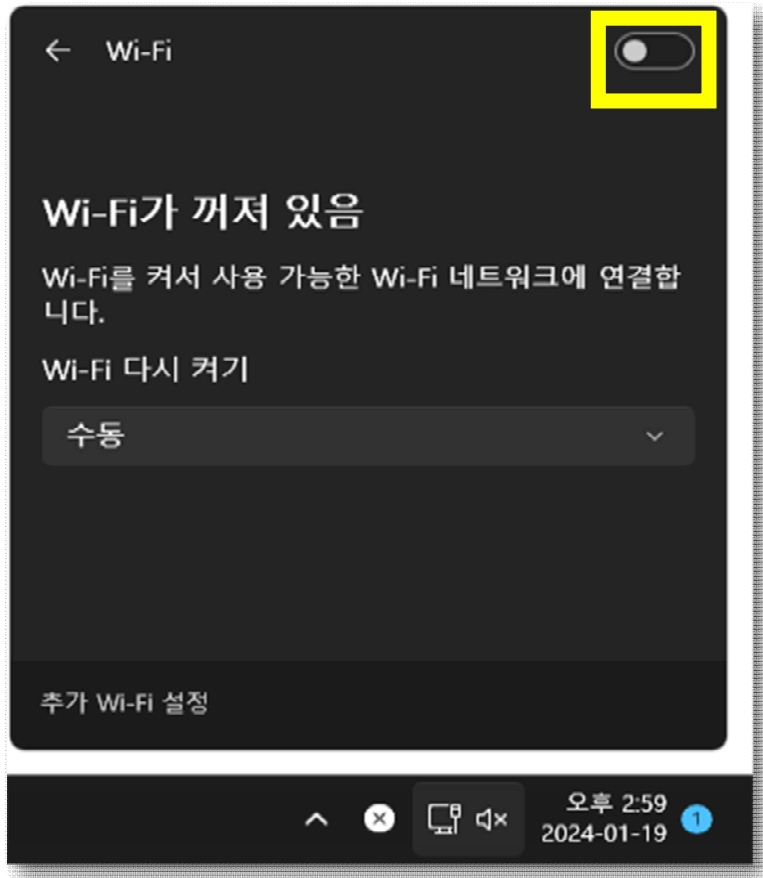 Wi-Fi
Wi-Fi가 꺼져 있음
Wi-Fi를 켜서 사용 가능한 Wi-Fi 네트워크에 연결합
니다.
Wi-Fi 다시 켜기
수동
추가 Wi-Fi 설정
오후 2:59
2024-01-19
1